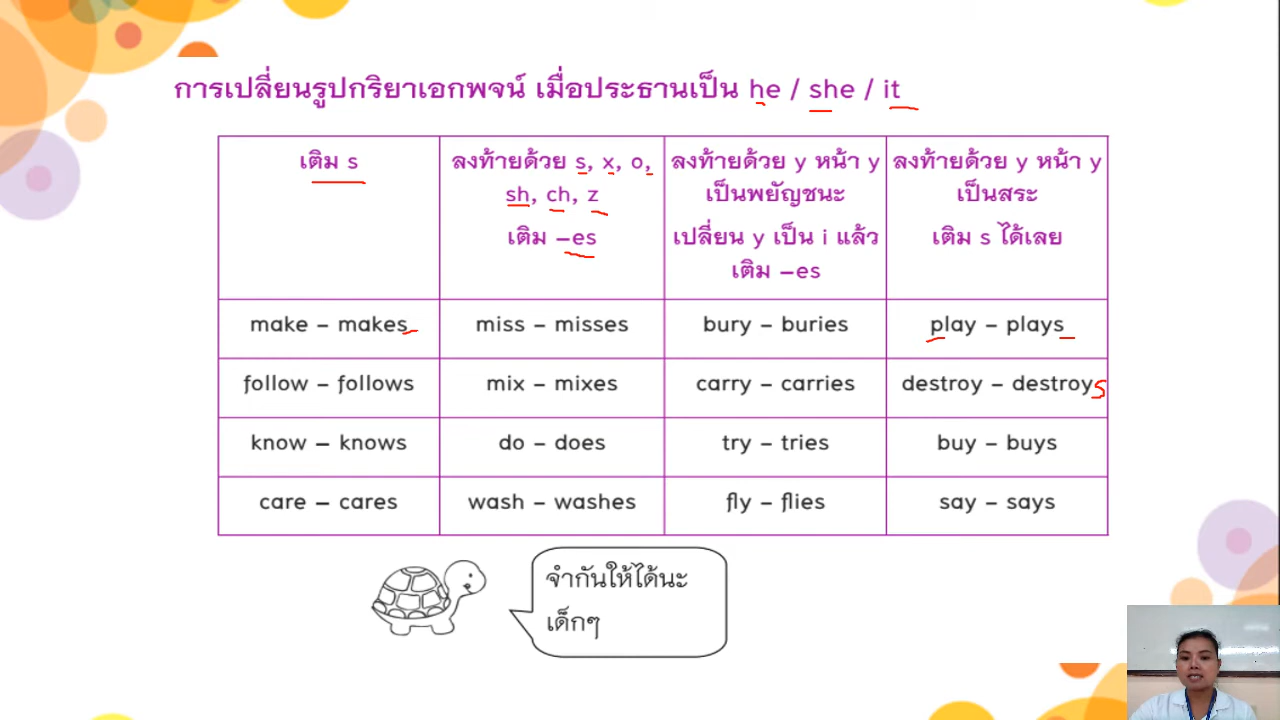 การเปลี่ยนรูปกริยาเอกพจน์ เมื่อประธานเป็น he / she / it
เติม s
ลงท้ายด้วย s, x, o,
sh, ch, z
เติม –es
ลงท้ายด้วย y หน้า y
เป็นพยัญชนะ
เปลี่ยน y เป็น i แล้ว
เติม –es
ลงท้ายด้วย y หน้า y
เป็นสระ
เติม s ได้เลย
make – makes
miss – misses
bury – buries
play – plays
follow – follows
mix – mixes
carry – carries
destroy – destroys
know – knows
do – does
try – tries
buy – buys
care – cares
wash – washes
fly – flies
say – says
จำกันให้ได้นะ
เด็กๆ